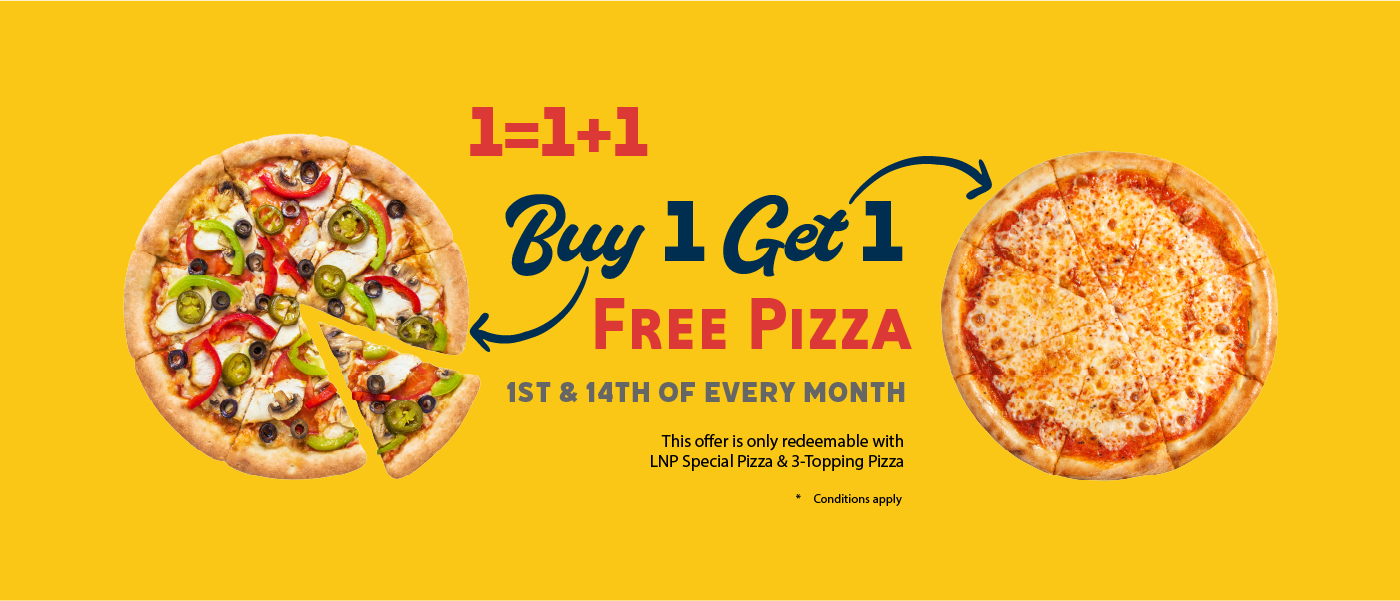 1=1+1
Buy 1 Get 1
Free Pizza
1ST & 14TH OF EVERY MONTH
This offer is only redeemable with
LNP Special Pizza & 3-Topping Pizza
* Conditions apply